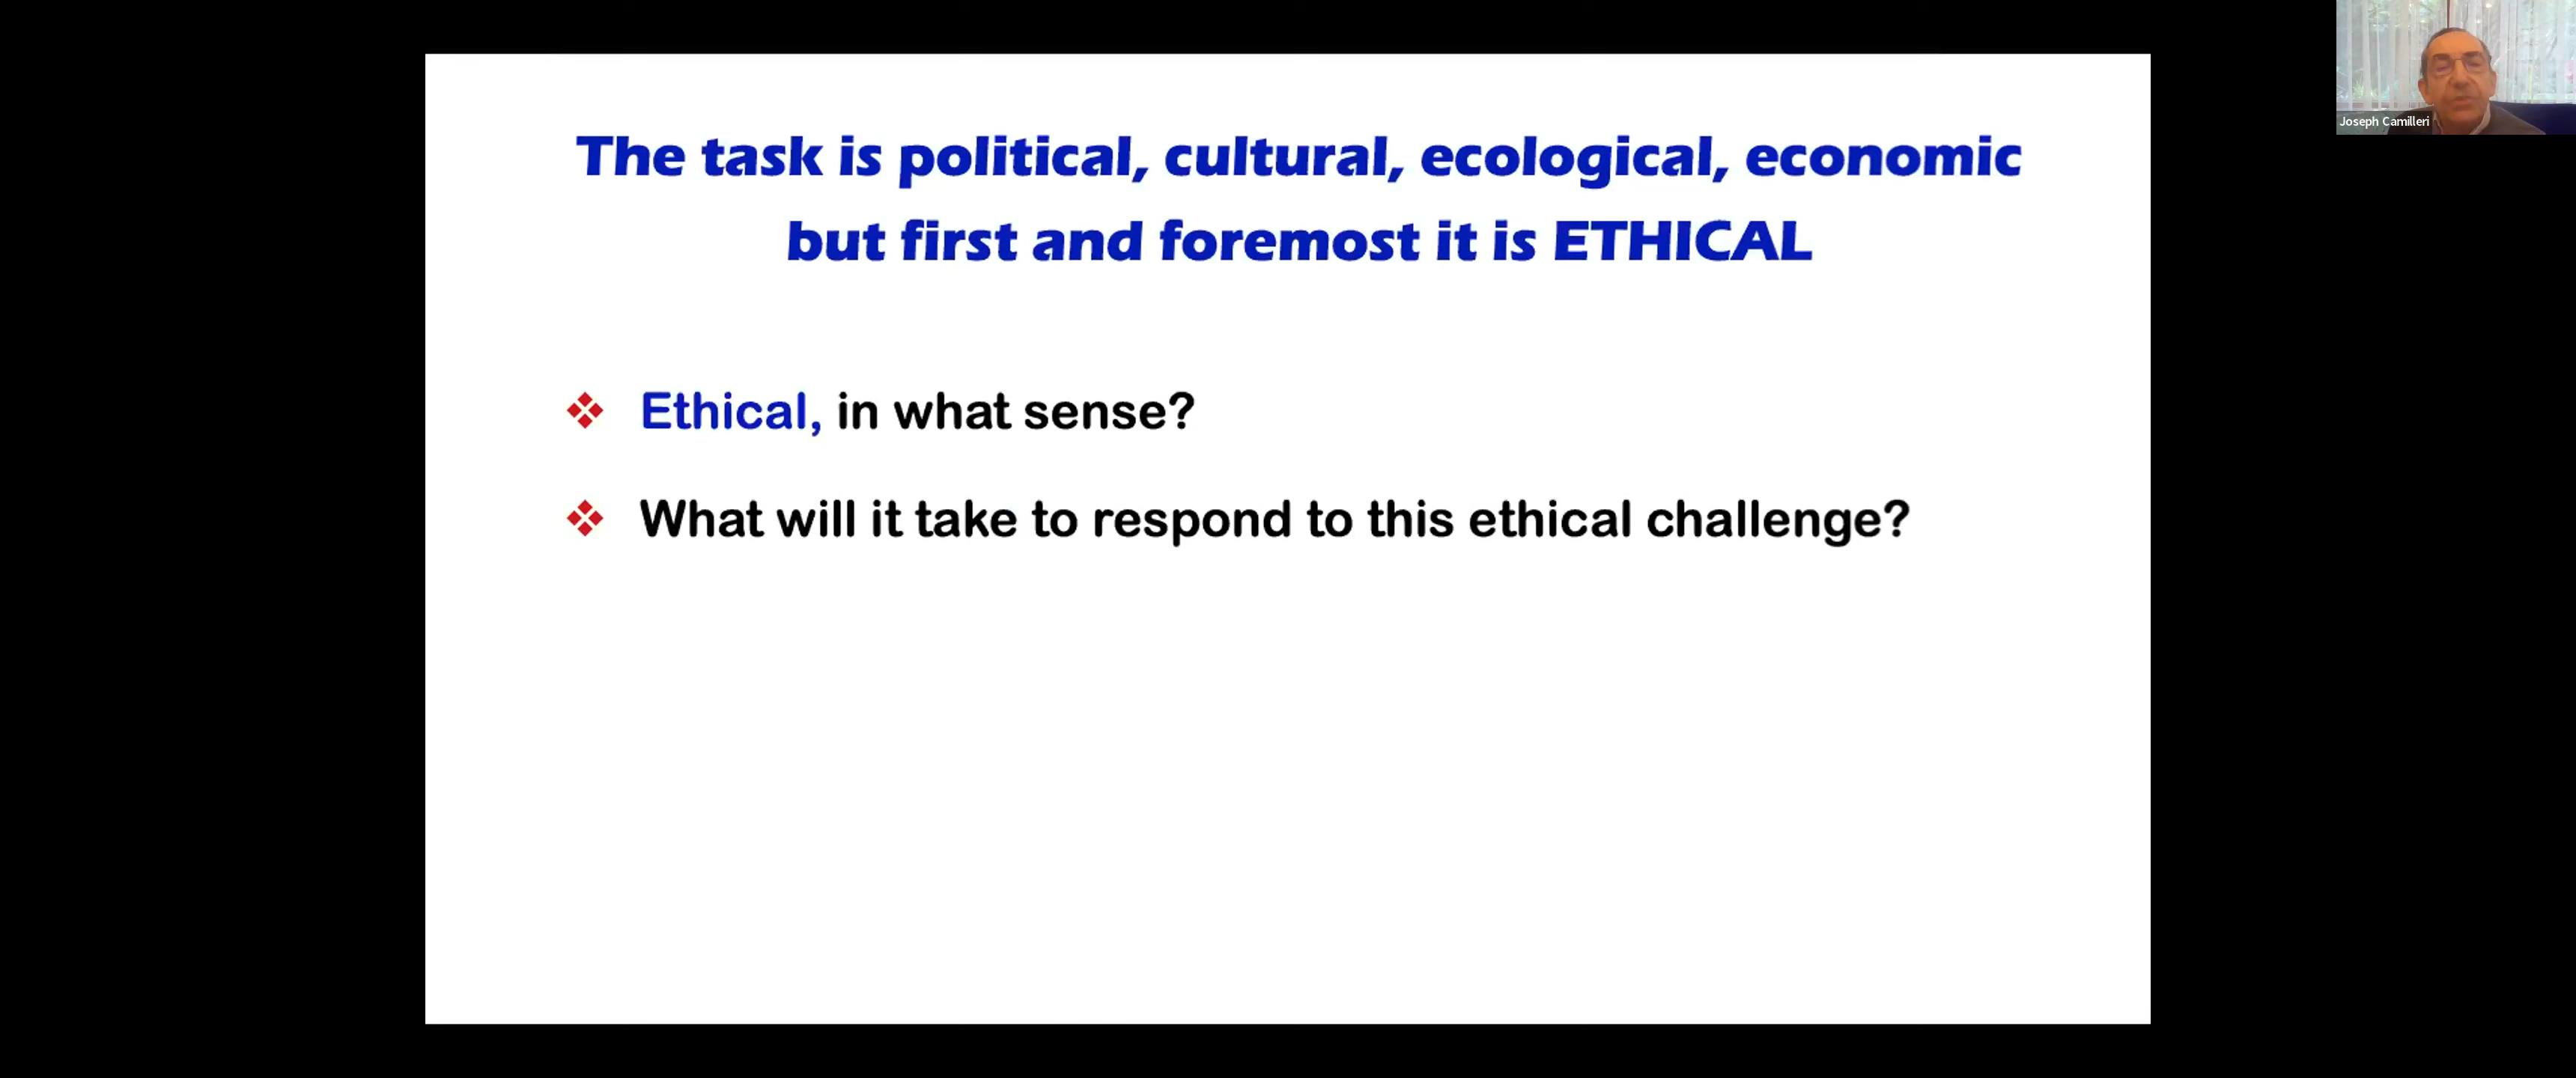 The task is political, cultural, ecological, economic
but first and foremost it is ETHICAL
Ethical, in what sense?
What will it take to respond to this ethical challenge?
Joseph Camilleri